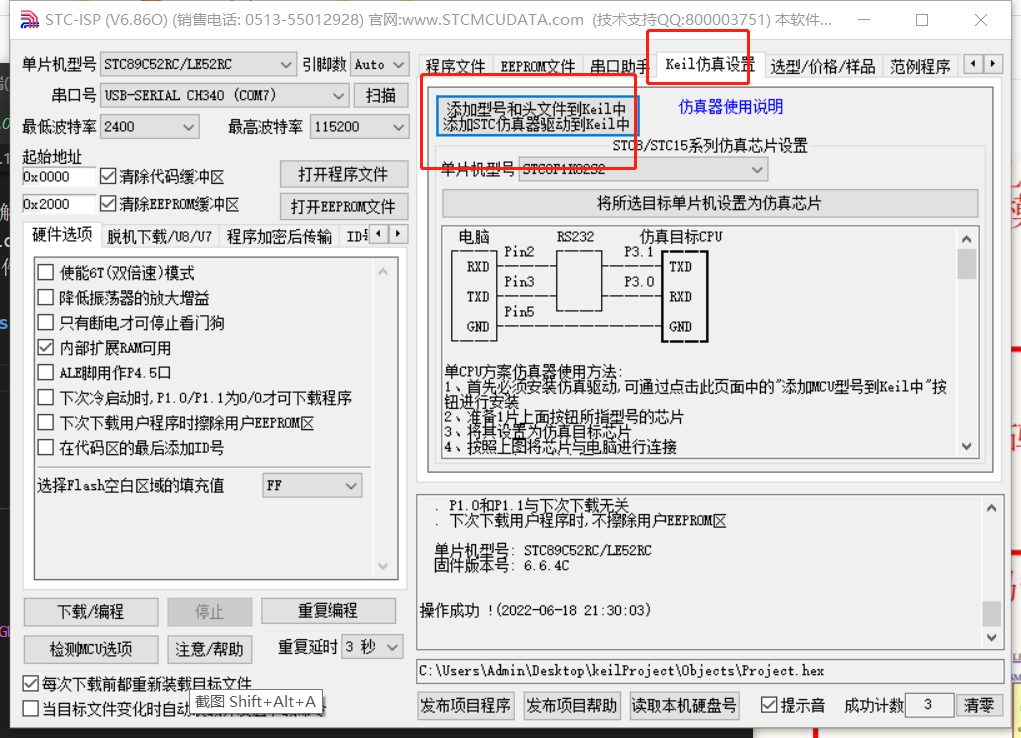 STC-ISP (V6.86O) (销售电话: 0513-55012928) 官网:www.STCMCUDATA.com (技术支持QQ:800003751) 本软件...
单片机型号 STC89C52RC/LE52RC 引脚数 Auto
串口号 USB-SERIAL CH340 (COM7) 扫描
最低波特率 2400 最高波特率 115200
起始地址
0x0000 清除代码缓冲区 打开程序文件
0x2000 清除EEPROM缓冲区 打开EEPROM文件
硬件选项 脱机下载/U8/U7 程序加密后传输
使能6T(双倍速)模式
降低振荡器的放大增益
只有断电才可停止看门狗
内部扩展RAM可用
ALE脚用作P4.5口
下次冷启动时,P1.0/P1.1为0/0才可下载程序
下次下载用户程序时擦除用户EEPROM区
在代码区的最后添加ID号
选择Flash空白区域的填充值 FF
下载/编程 停止 重复编程
检测MCU选项 注意/帮助 重复延时 3 秒
每次下载前都重新装载目标文件
当目标文件变化时自动
截图 Shift+Alt+A
程序文件 EEPROM文件 串口助手 Keil仿真设置 选型/价格/样品 范例程序
添加型号和头文件到Keil中
添加STC仿真器驱动到Keil中
仿真器使用说明
STC8/STC15系列仿真芯片设置
单片机型号 STC8F1K02S2
将所选目标单片机设置为仿真芯片
电脑 RS232 仿真目标CPU
RXD Pin2 P3.1 TXD
TXD Pin3 P3.0 RXD
GND Pin5 GND
单CPU方案仿真器使用方法:
1、首先必须安装仿真驱动,可通过点击此页面中的"添加MCU型号到Keil中"按
钮进行安装
2、准备1片上面按钮所指型号的芯片
3、将其设置为仿真目标芯片
4、按照上图将芯片与电脑进行连接
. P1.0和P1.1与下次下载无关
. 下次下载用户程序时,不擦除用户EEPROM区
单片机型号: STC89C52RC/LE52RC
固件版本号: 6.6.4C
操作成功 !(2022-06-18 21:30:03)
C:\Users\Admin\Desktop\keilProject\Objects\Project.hex
发布项目程序 发布项目帮助 读取本机硬盘号 提示音 成功计数 3 清零